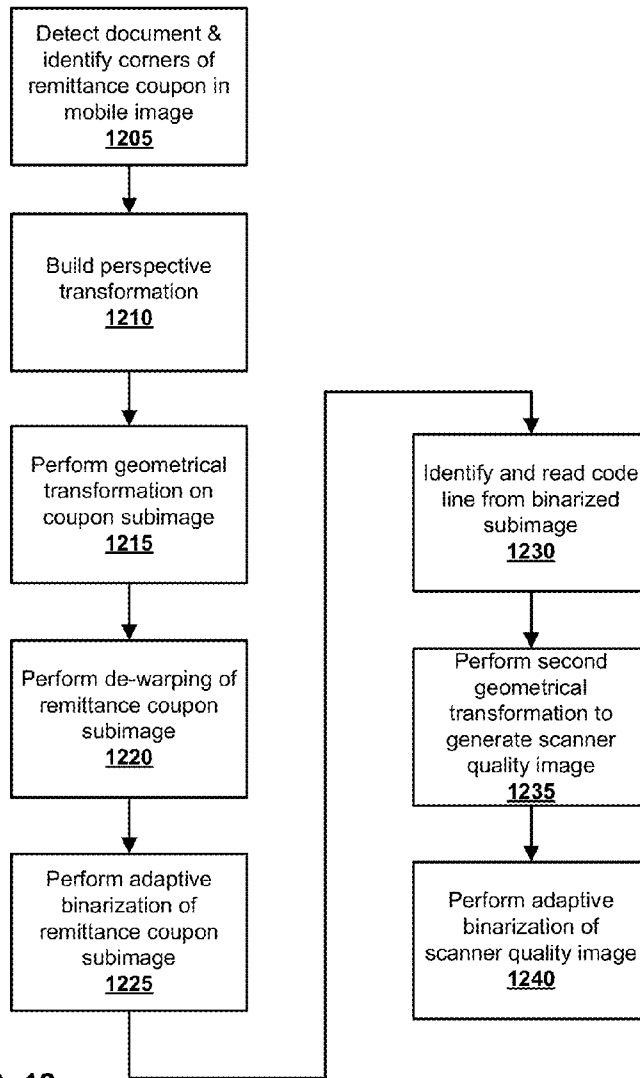 Detect document &
identify corners of
remittance coupon in
mobile image
1205
Build perspective
transformation
1210
Perform geometrical
transformation on
coupon subimage
1215
Perform de-warping of
remittance coupon
subimage
1220
Perform adaptive
binarization of
remittance coupon
subimage
1225
Identify and read code
line from binarized
subimage
1230
Perform second
geometrical
transformation to
generate scanner
quality image
1235
Perform adaptive
binarization of
scanner quality image
1240